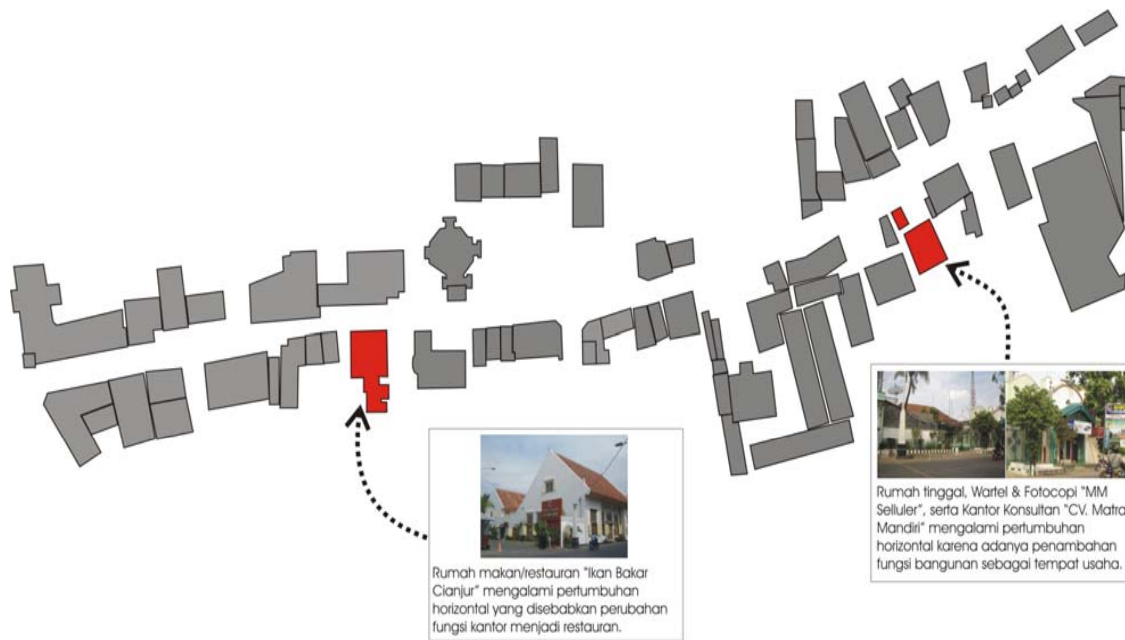 Rumah makan/restauran "Ikan Bakar
Cianjur" mengalami pertumbuhan
horizontal yang disebabkan perubahan
fungsi kantor menjadi restauran.
Rumah tinggal, Wartel & Fotocopi "MM
Selluler", serta Kantor Konsultan "CV. Matra
Mandiri" mengalami pertumbuhan
horizontal karena adanya penambahan
fungsi bangunan sebagai tempat usaha.